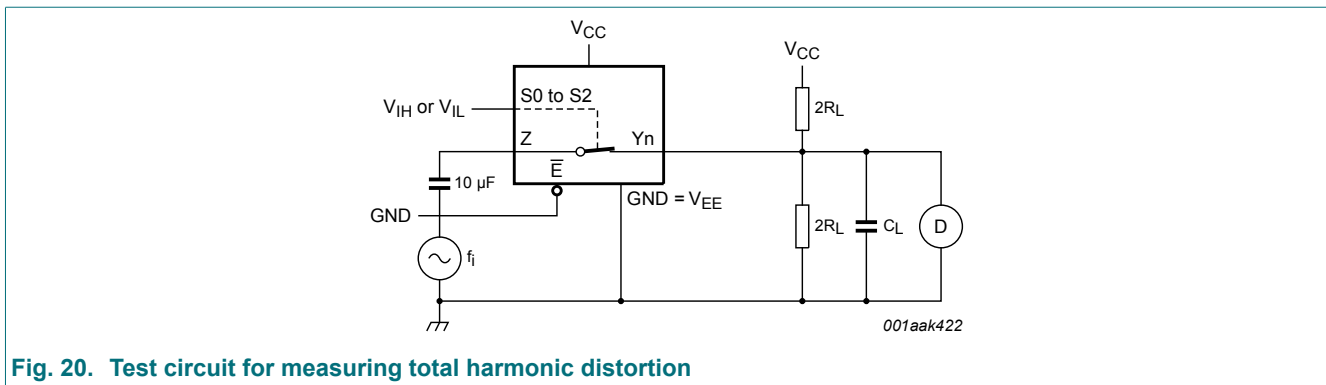 VCC
VCC
S0 to S2
2RL
VIH or VIL
Z
Yn
E̅
10 µF
GND = VEE
GND
2RL
CL
D
fi
001aak422
Fig. 20. Test circuit for measuring total harmonic distortion